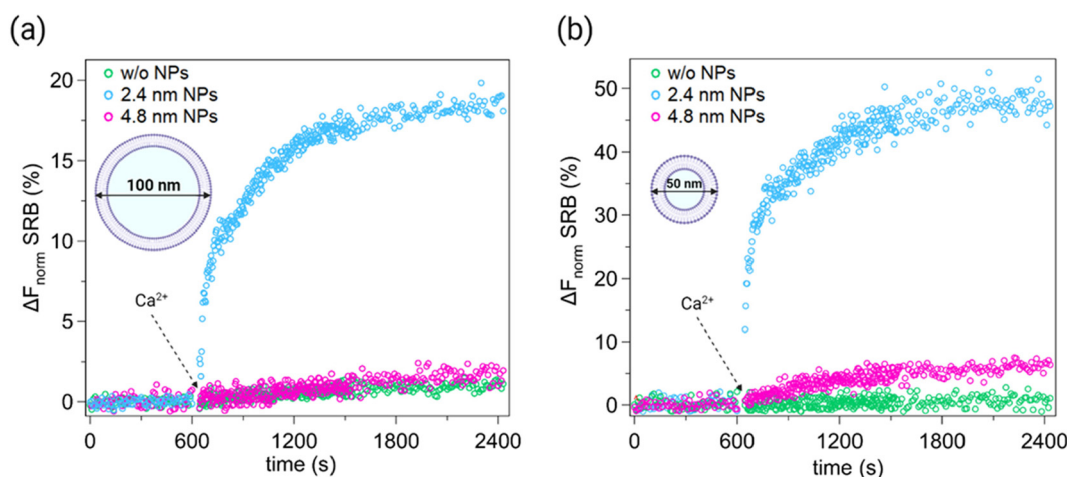 (a)
w/o NPs
2.4 nm NPs
4.8 nm NPs
100 nm
Ca²⁺
ΔF_norm SRB (%)
20
15
10
5
0
0 600 1200 1800 2400
time (s)
(b)
w/o NPs
2.4 nm NPs
4.8 nm NPs
50 nm
Ca²⁺
ΔF_norm SRB (%)
50
40
30
20
10
0
0 600 1200 1800 2400
time (s)